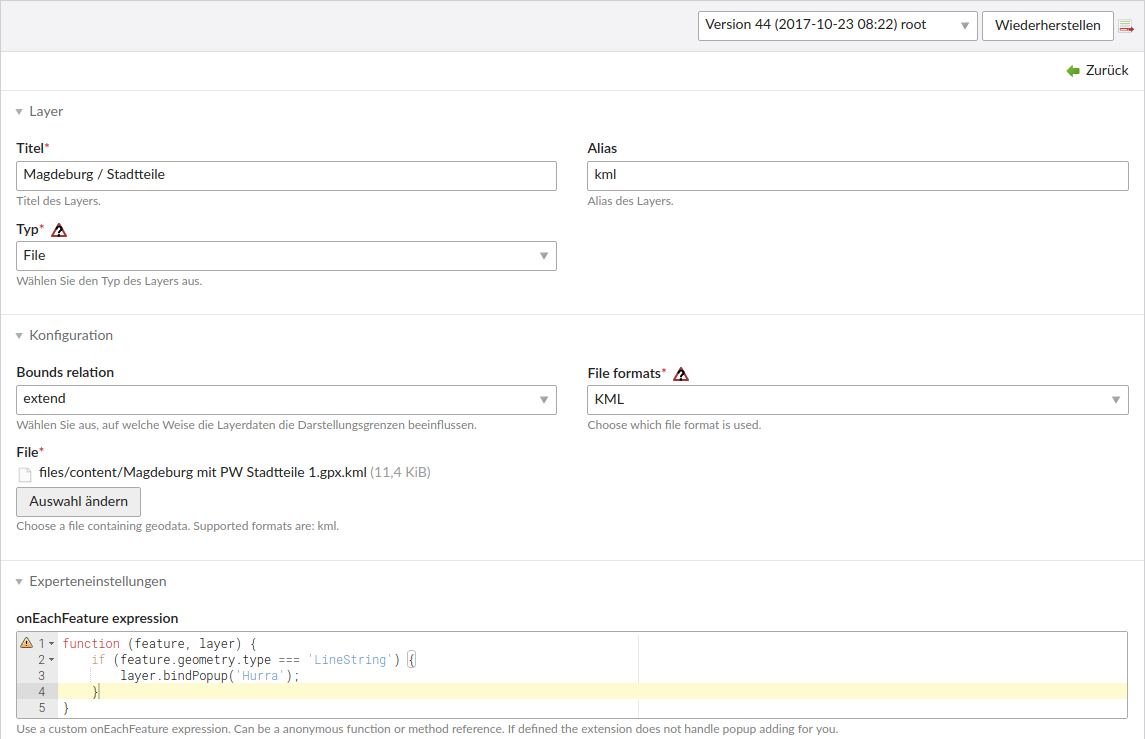 Version 44 (2017-10-23 08:22) root
Wiederherstellen
Zurück
Layer
Titel*
Alias
Magdeburg / Stadtteile
kml
Titel des Layers.
Alias des Layers.
Typ*
File
Wählen Sie den Typ des Layers aus.
Konfiguration
Bounds relation
File formats*
extend
KML
Wählen Sie aus, auf welche Weise die Layerdaten die Darstellungsgrenzen beeinflussen.
Choose which file format is used.
File*
files/content/Magdeburg mit PW Stadtteile 1.gpx.kml (11,4 KiB)
Auswahl ändern
Choose a file containing geodata. Supported formats are: kml.
Experteneinstellungen
onEachFeature expression
1 function (feature, layer) {
2 if (feature.geometry.type === 'LineString') {
3 layer.bindPopup('Hurra');
4 }
5 }
Use a custom onEachFeature expression. Can be a anonymous function or method reference. If defined the extension does not handle popup adding for you.